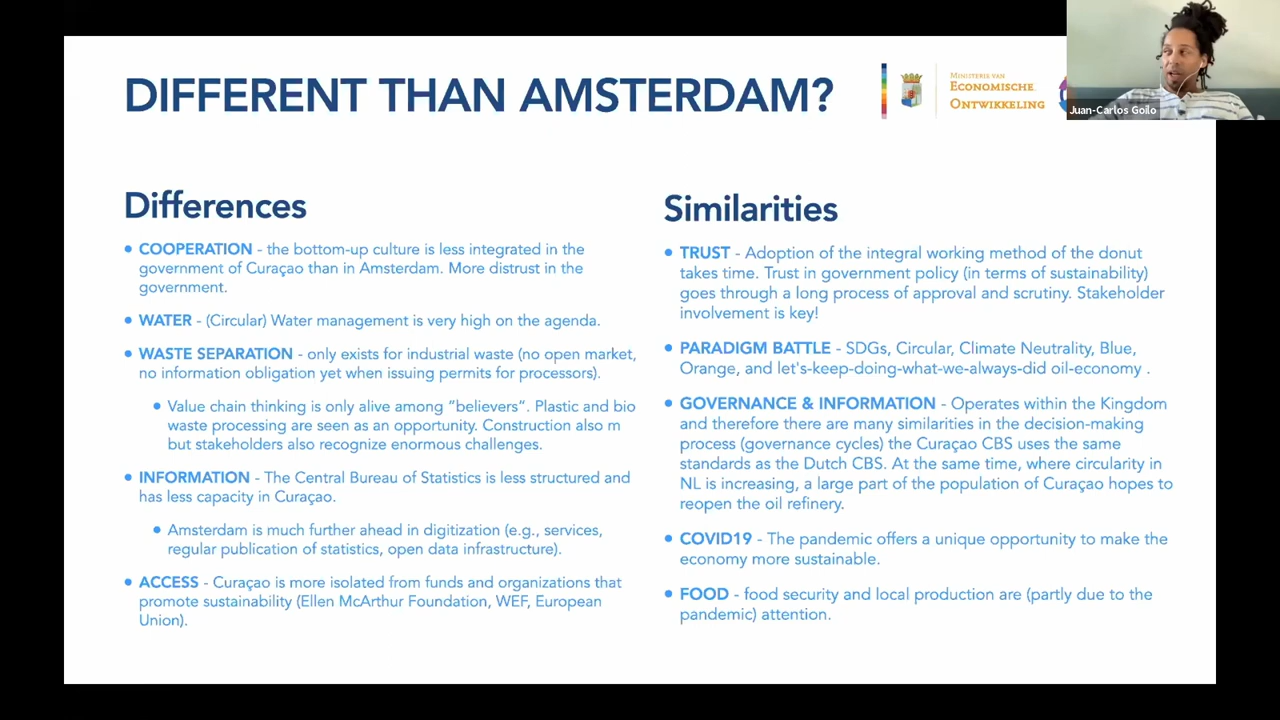 DIFFERENT THAN AMSTERDAM?
MINISTERIE VAN
ECONOMISCHE
ONTWIKKELING
Juan-Carlos Goilo
Differences
• COOPERATION - the bottom-up culture is less integrated in the
government of Curaçao than in Amsterdam. More distrust in the
government.
• WATER - (Circular) Water management is very high on the agenda.
• WASTE SEPARATION - only exists for industrial waste (no open market,
no information obligation yet when issuing permits for processors).
• Value chain thinking is only alive among "believers". Plastic and bio
waste processing are seen as an opportunity. Construction also m
but stakeholders also recognize enormous challenges.
• INFORMATION - The Central Bureau of Statistics is less structured and
has less capacity in Curaçao.
• Amsterdam is much further ahead in digitization (e.g., services,
regular publication of statistics, open data infrastructure).
• ACCESS - Curaçao is more isolated from funds and organizations that
promote sustainability (Ellen McArthur Foundation, WEF, European
Union).
Similarities
• TRUST - Adoption of the integral working method of the donut
takes time. Trust in government policy (in terms of sustainability)
goes through a long process of approval and scrutiny. Stakeholder
involvement is key!
• PARADIGM BATTLE - SDGs, Circular, Climate Neutrality, Blue,
Orange, and let's-keep-doing-what-we-always-did oil-economy .
• GOVERNANCE & INFORMATION - Operates within the Kingdom
and therefore there are many similarities in the decision-making
process (governance cycles) the Curaçao CBS uses the same
standards as the Dutch CBS. At the same time, where circularity in
NL is increasing, a large part of the population of Curaçao hopes to
reopen the oil refinery.
• COVID19 - The pandemic offers a unique opportunity to make the
economy more sustainable.
• FOOD - food security and local production are (partly due to the
pandemic) attention.